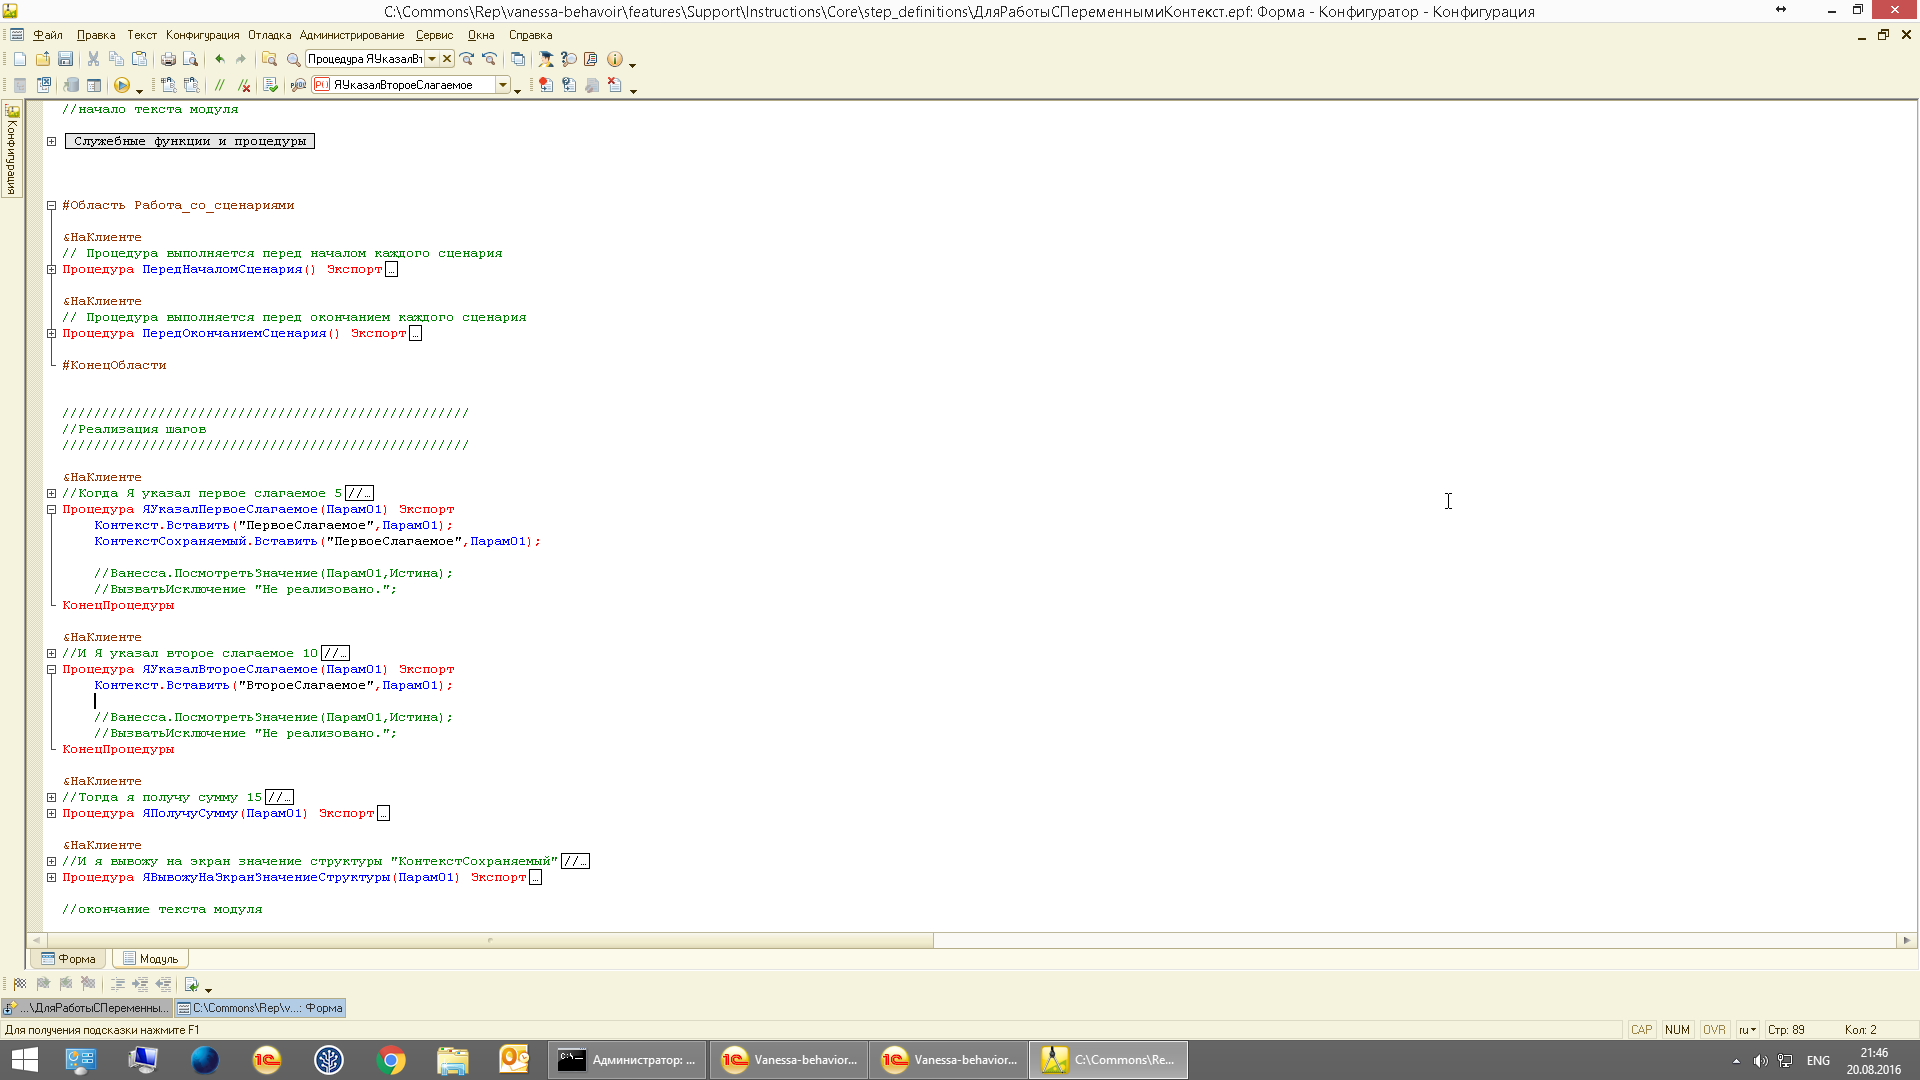 C:\Commons\Rep\vanessa-behavoir\features\Support\Instructions\Core\step_definitions\ДляРаботыСПеременнымиКонтекст.epf: Форма - Конфигуратор - Конфигурация
Файл Правка Текст Конфигурация Отладка Администрирование Сервис Окна Справка
Процедура ЯУказалВт
ЯУказалВтороеСлагаемое
Конфигурация
//начало текста модуля
Служебные функции и процедуры
#Область Работа_со_сценариями
&НаКлиенте
// Процедура выполняется перед началом каждого сценария
Процедура ПередНачаломСценария() Экспорт...
&НаКлиенте
// Процедура выполняется перед окончанием каждого сценария
Процедура ПередОкончаниемСценария() Экспорт...
#КонецОбласти
///////////////////////////////////////////////////
//Реализация шагов
///////////////////////////////////////////////////
&НаКлиенте
//Когда Я указал первое слагаемое 5 //...
Процедура ЯУказалПервоеСлагаемое(Парам01) Экспорт
Контекст.Вставить("ПервоеСлагаемое",Парам01);
КонтекстСохраняемый.Вставить("ПервоеСлагаемое",Парам01);
//Ванесса.ПосмотретьЗначение(Парам01,Истина);
//ВызватьИсключение "Не реализовано.";
КонецПроцедуры
&НаКлиенте
//И Я указал второе слагаемое 10 //...
Процедура ЯУказалВтороеСлагаемое(Парам01) Экспорт
Контекст.Вставить("ВтороеСлагаемое",Парам01);
//Ванесса.ПосмотретьЗначение(Парам01,Истина);
//ВызватьИсключение "Не реализовано.";
КонецПроцедуры
&НаКлиенте
//Тогда я получу сумму 15 //...
Процедура ЯПолучуСумму(Парам01) Экспорт...
&НаКлиенте
//И я вывожу на экран значение структуры "КонтекстСохраняемый" //...
Процедура ЯВывожуНаЭкранЗначениеСтруктуры(Парам01) Экспорт...
//окончание текста модуля
Форма Модуль
...\ДляРаботыСПеременны... C:\Commons\Rep\v...: Форма
Для получения подсказки нажмите F1 CAP NUM OVR ru Стр: 89 Кол: 2
Администратор: ... Vanessa-behavior... Vanessa-behavior... C:\Commons\Re... ENG 21:46
20.08.2016